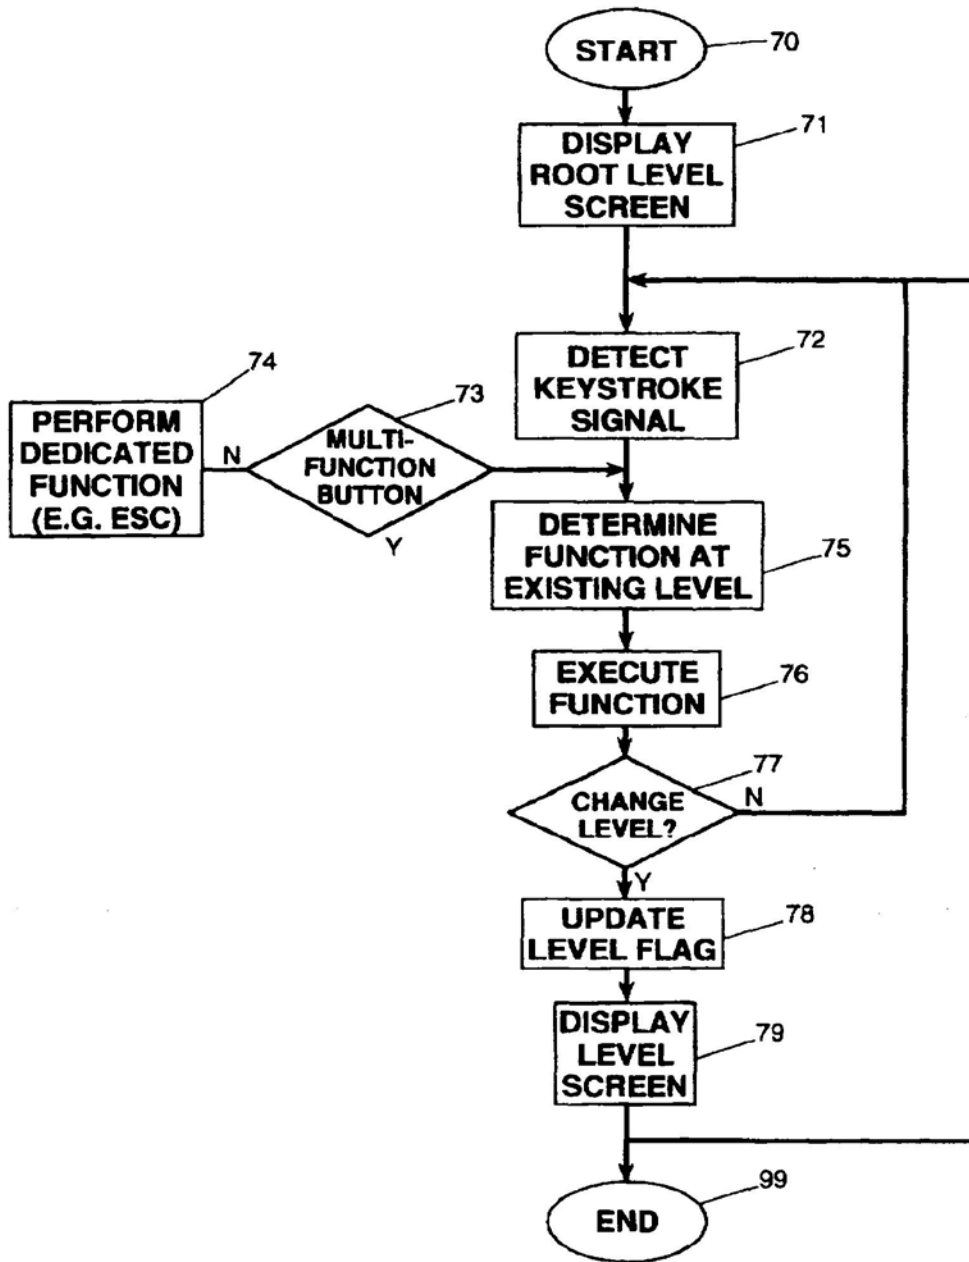 START
70
DISPLAY
ROOT LEVEL
SCREEN
71
DETECT
KEYSTROKE
SIGNAL
72
MULTI-
FUNCTION
BUTTON
73
N
Y
PERFORM
DEDICATED
FUNCTION
(E.G. ESC)
74
DETERMINE
FUNCTION AT
EXISTING LEVEL
75
EXECUTE
FUNCTION
76
CHANGE
LEVEL?
77
N
Y
UPDATE
LEVEL FLAG
78
DISPLAY
LEVEL
SCREEN
79
END
99